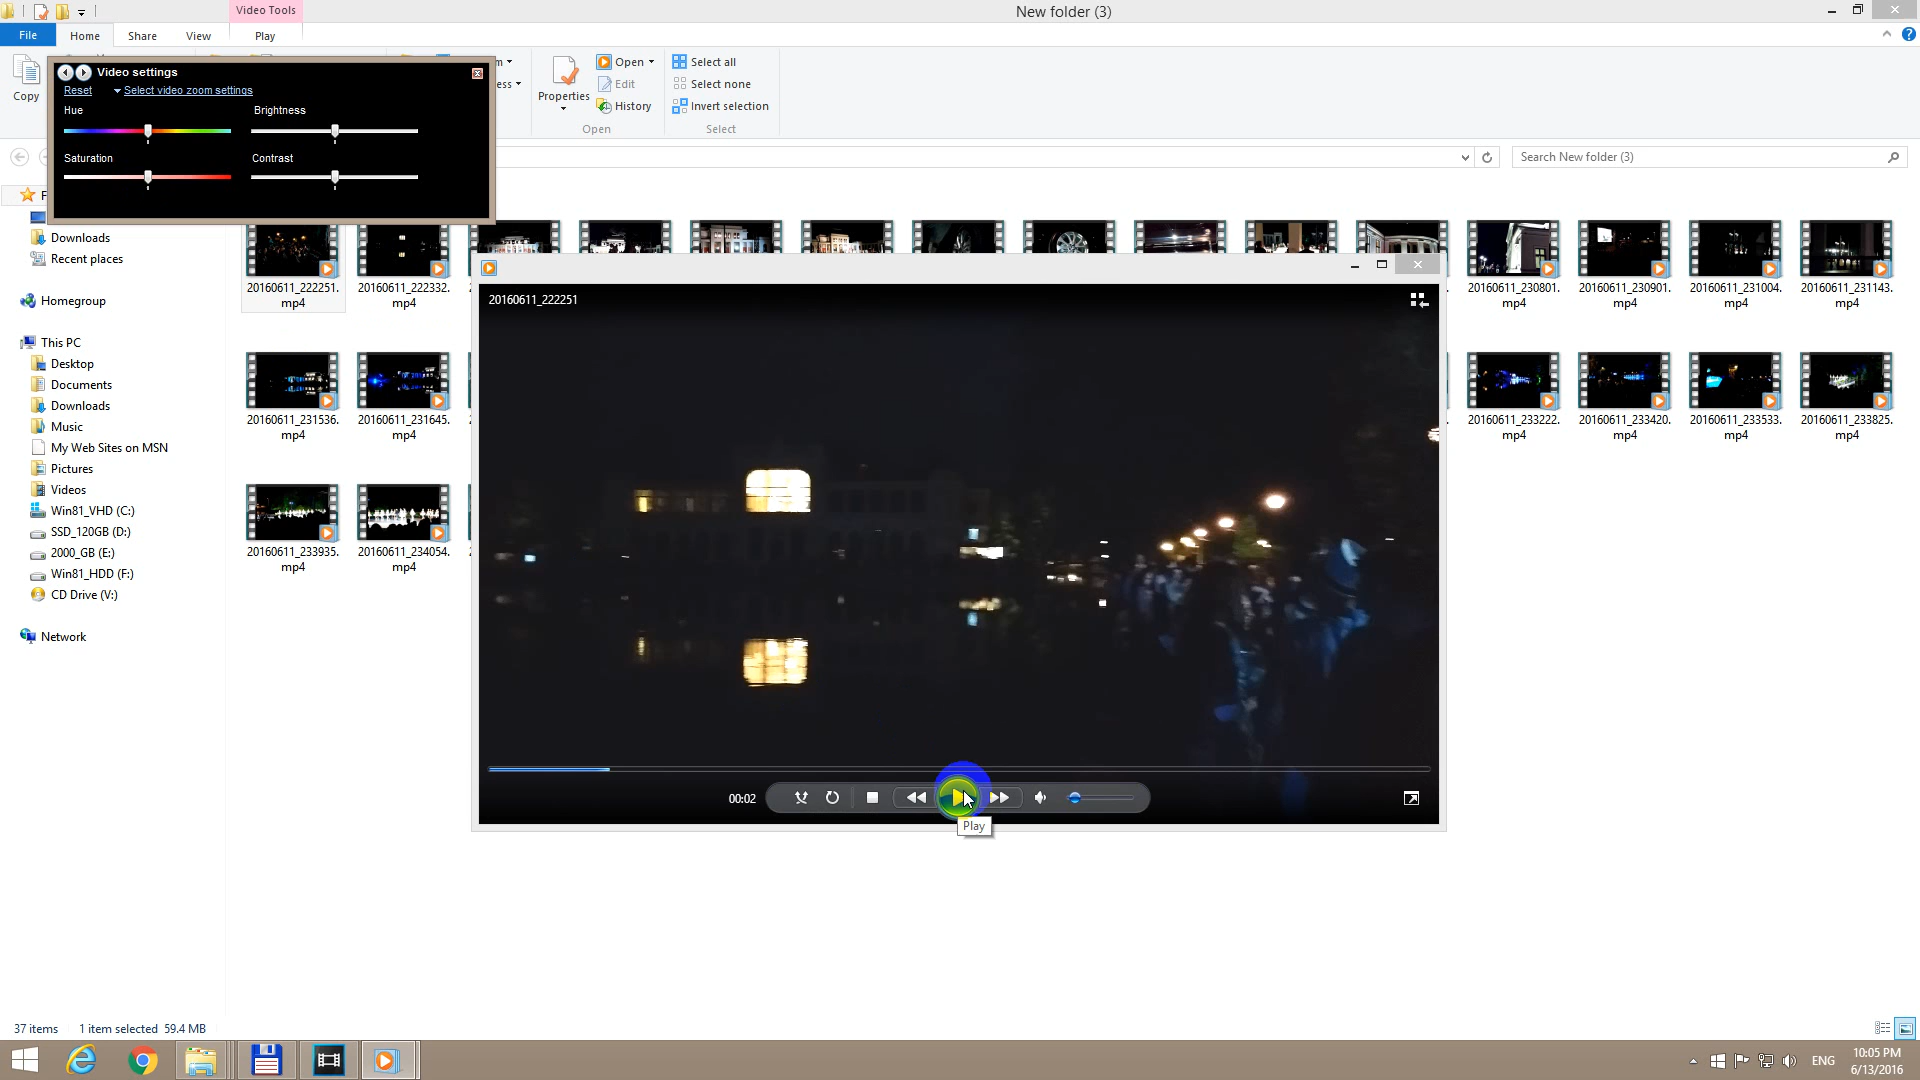 Video Tools
New folder (3)
File
Home
Share
View
Play
Copy
Properties
Open
Edit
History
Open
Select all
Select none
Invert selection
Select
Video settings
Reset
Select video zoom settings
Hue
Brightness
Saturation
Contrast
Search New folder (3)
Downloads
Recent places
Homegroup
This PC
Desktop
Documents
Downloads
Music
My Web Sites on MSN
Pictures
Videos
Win81_VHD (C:)
SSD_120GB (D:)
2000_GB (E:)
Win81_HDD (F:)
CD Drive (V:)
Network
20160611_222251.
mp4
20160611_222332.
mp4
20160611_230801.
mp4
20160611_230901.
mp4
20160611_231004.
mp4
20160611_231143.
mp4
20160611_231536.
mp4
20160611_231645.
mp4
20160611_233222.
mp4
20160611_233420.
mp4
20160611_233533.
mp4
20160611_233825.
mp4
20160611_233935.
mp4
20160611_234054.
mp4
20160611_222251
00:02
Play
37 items
1 item selected 59.4 MB
ENG
10:05 PM
6/13/2016